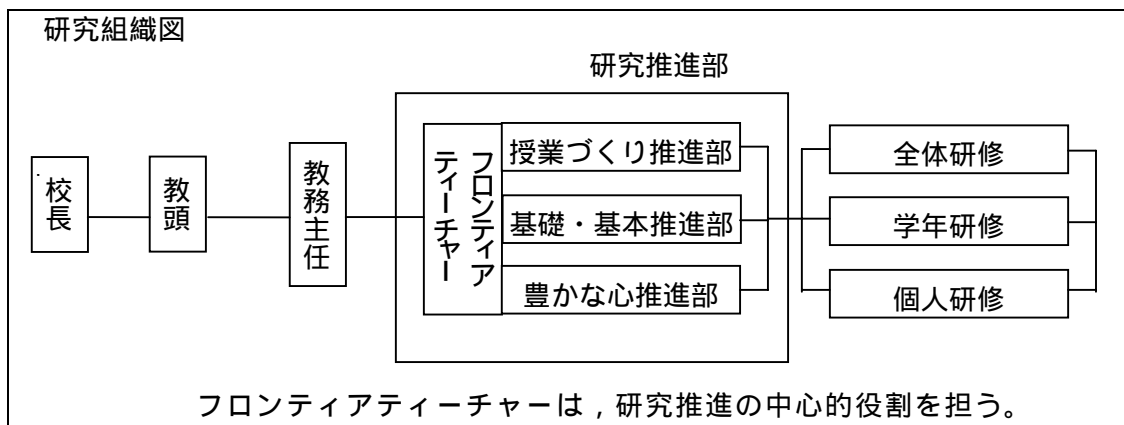 研究組織図
研究推進部
校長
教頭
教務主任
フロンティア
ティーチャー
授業づくり推進部
基礎・基本推進部
豊かな心推進部
全体研修
学年研修
個人研修
フロンティアティーチャーは，研究推進の中心的役割を担う。